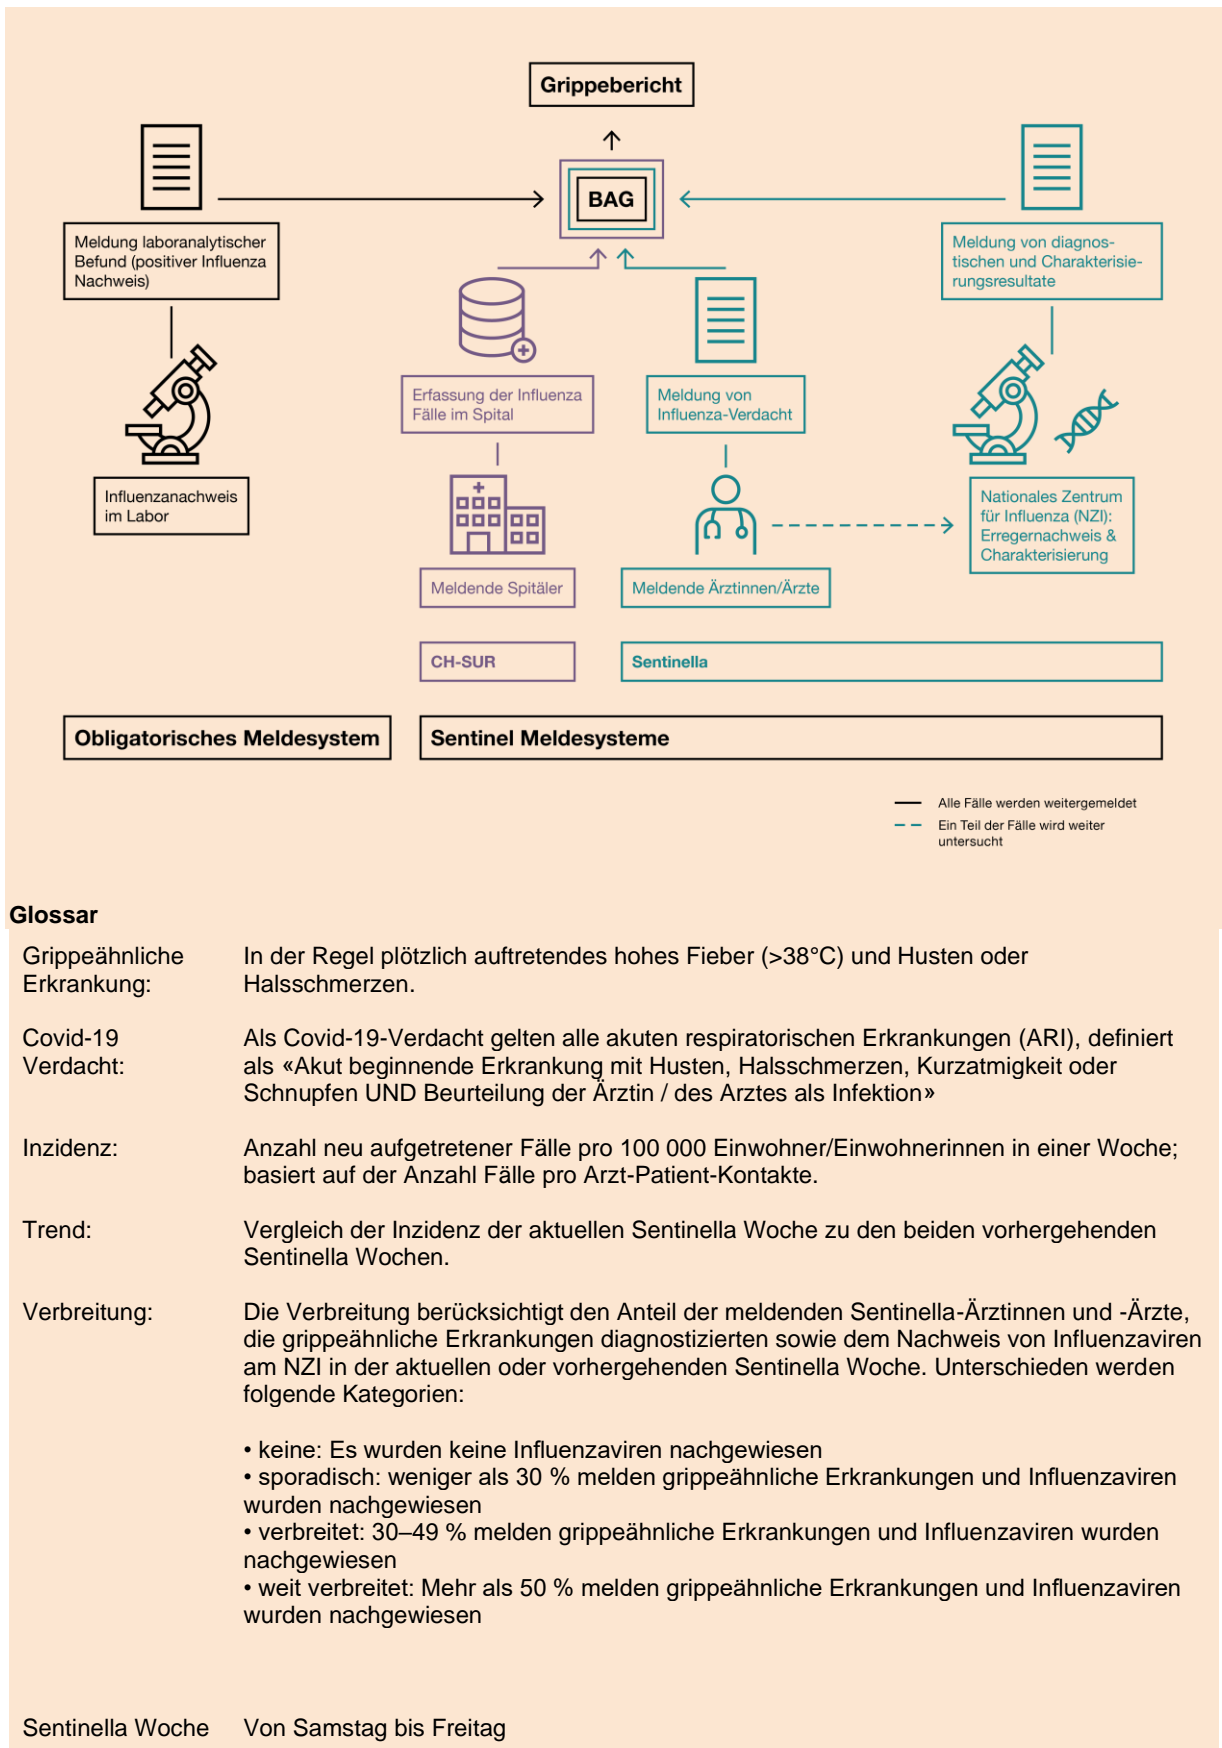 Grippebericht
BAG
Meldung laboranalytischer
Befund (positiver Influenza
Nachweis)
Meldung von diagnos-
tischen und Charakterisie-
rungsresultate
Erfassung der Influenza
Fälle im Spital
Meldung von
Influenza-Verdacht
Influenzanachweis
im Labor
Nationales Zentrum
für Influenza (NZI):
Erregernachweis &
Charakterisierung
Meldende Spitäler
Meldende Ärztinnen/Ärzte
CH-SUR
Sentinella
Obligatorisches Meldesystem
Sentinel Meldesysteme
Alle Fälle werden weitergemeldet
Ein Teil der Fälle wird weiter
untersucht
Glossar
Grippeähnliche
Erkrankung:
In der Regel plötzlich auftretendes hohes Fieber (>38°C) und Husten oder
Halsschmerzen.
Covid-19
Verdacht:
Als Covid-19-Verdacht gelten alle akuten respiratorischen Erkrankungen (ARI), definiert
als «Akut beginnende Erkrankung mit Husten, Halsschmerzen, Kurzatmigkeit oder
Schnupfen UND Beurteilung der Ärztin / des Arztes als Infektion»
Inzidenz:
Anzahl neu aufgetretener Fälle pro 100 000 Einwohner/Einwohnerinnen in einer Woche;
basiert auf der Anzahl Fälle pro Arzt-Patient-Kontakte.
Trend:
Vergleich der Inzidenz der aktuellen Sentinella Woche zu den beiden vorhergehenden
Sentinella Wochen.
Verbreitung:
Die Verbreitung berücksichtigt den Anteil der meldenden Sentinella-Ärztinnen und -Ärzte,
die grippeähnliche Erkrankungen diagnostizierten sowie dem Nachweis von Influenzaviren
am NZI in der aktuellen oder vorhergehenden Sentinella Woche. Unterschieden werden
folgende Kategorien:
• keine: Es wurden keine Influenzaviren nachgewiesen
• sporadisch: weniger als 30 % melden grippeähnliche Erkrankungen und Influenzaviren
wurden nachgewiesen
• verbreitet: 30–49 % melden grippeähnliche Erkrankungen und Influenzaviren wurden
nachgewiesen
• weit verbreitet: Mehr als 50 % melden grippeähnliche Erkrankungen und Influenzaviren
wurden nachgewiesen
Sentinella Woche
Von Samstag bis Freitag